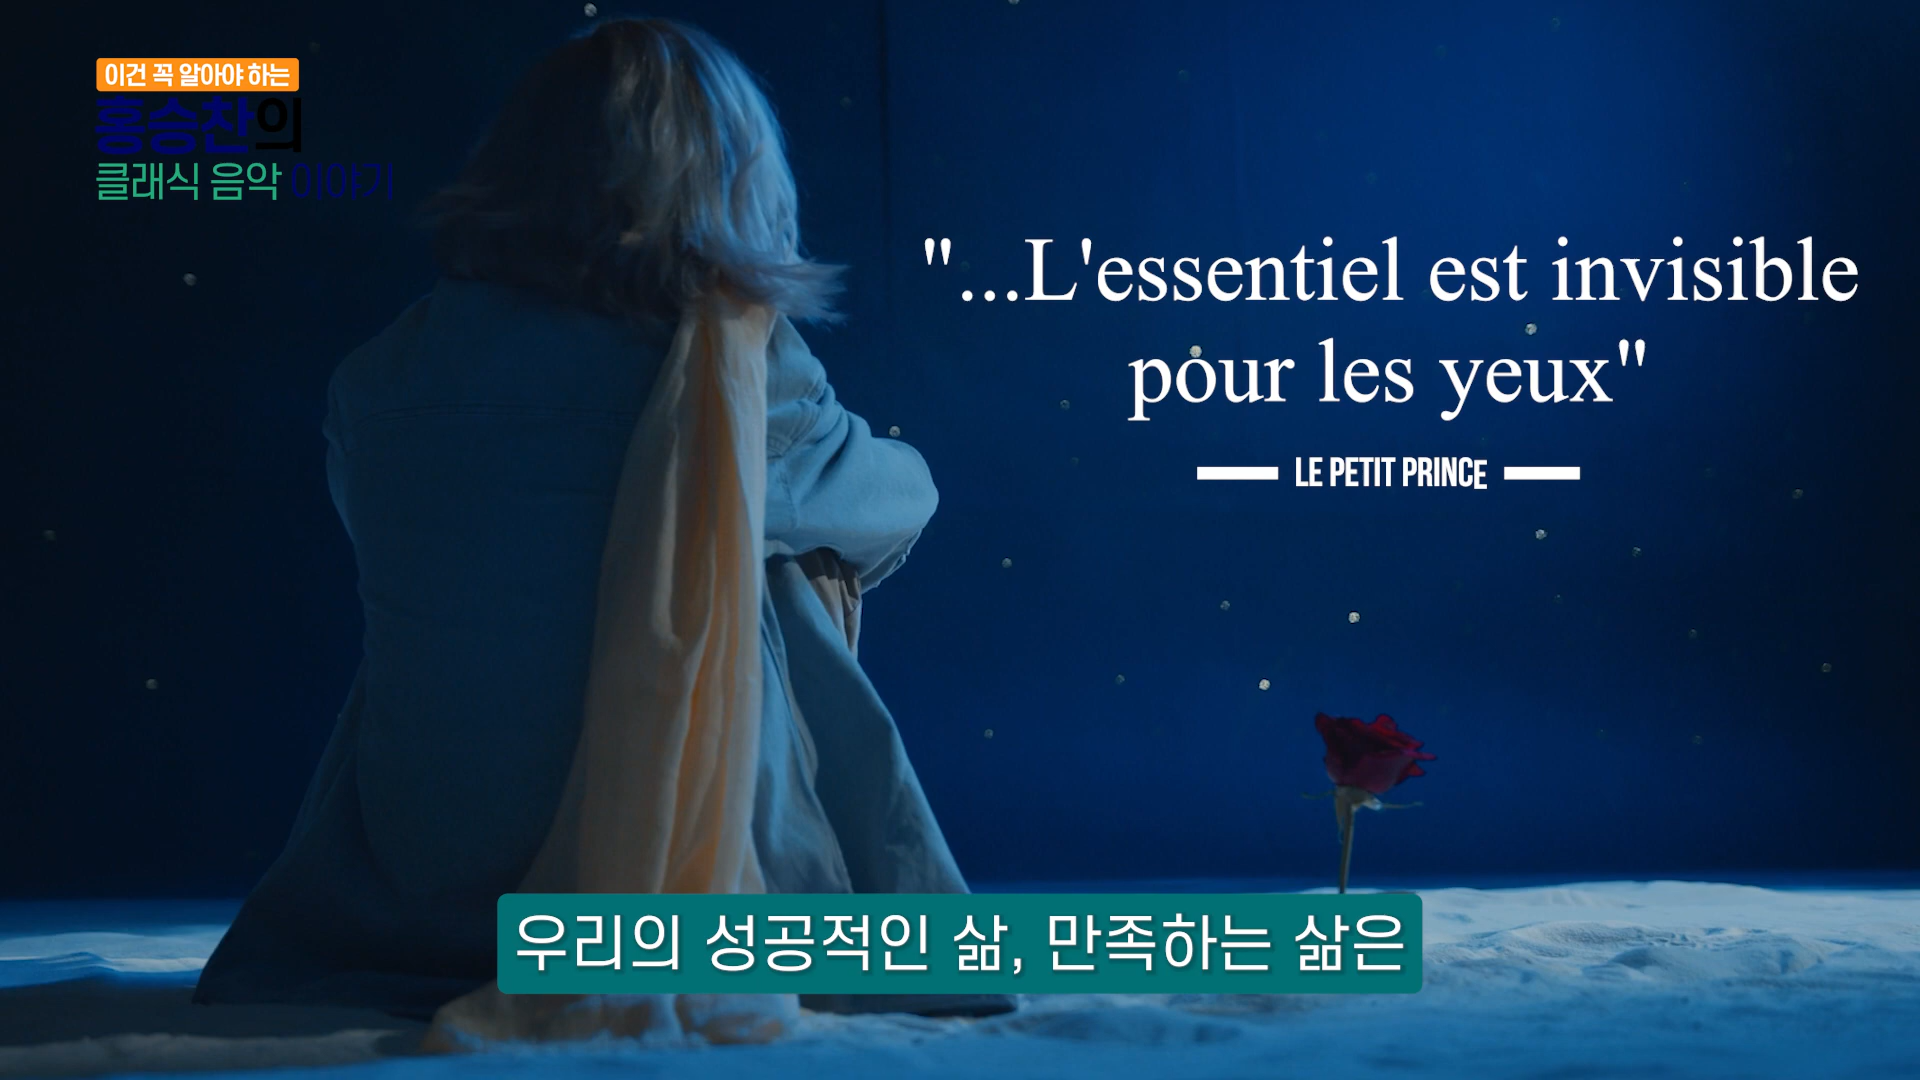 이건 꼭 알아야 하는
홍승찬의
클래식 음악 이야기
"...L'essentiel est invisible
pour les yeux"
LE PETIT PRINCE
우리의 성공적인 삶, 만족하는 삶은